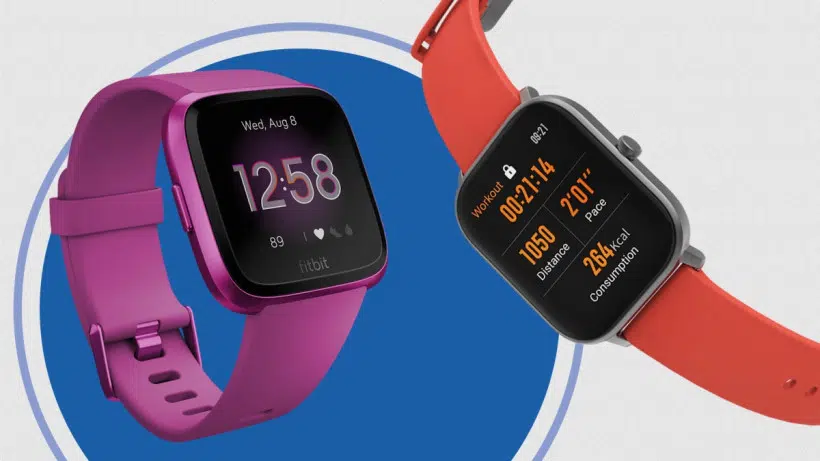 Wed, Aug 8
12:58
89
fitbit
09:21
Workout
00:21:14
1050
Distance
2'01"
Pace
264Kcal
Consumption